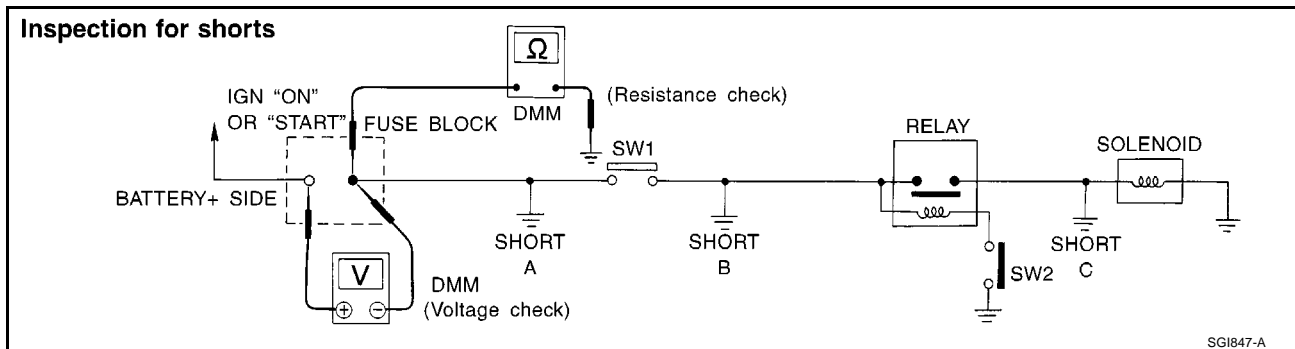 Inspection for shorts
Ω
IGN "ON"
OR "START"
FUSE BLOCK
DMM
(Resistance check)
RELAY
SOLENOID
SW1
BATTERY+ SIDE
SHORT
A
SHORT
B
SHORT
C
SW2
V
+ −
DMM
(Voltage check)
SGI847-A